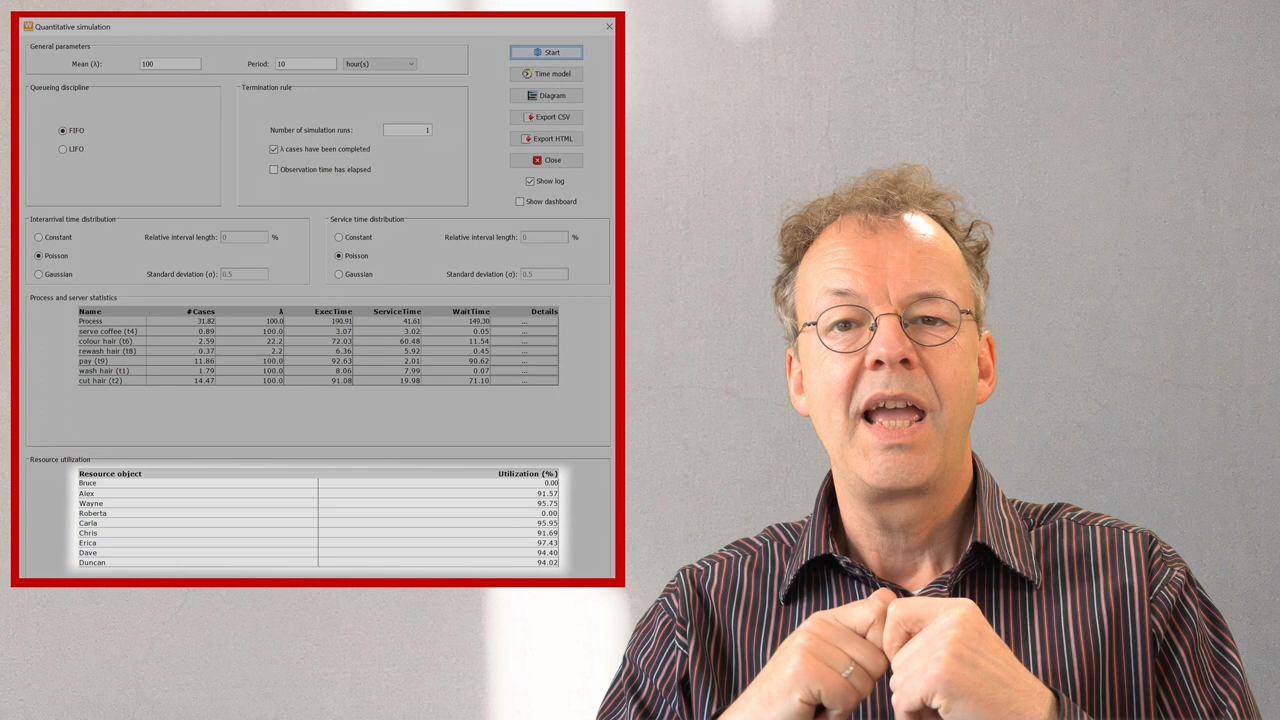 Quantitative simulation
General parameters
Mean (λ): 100 Period: 10 hour(s)
Start
Time model
Diagram
Export CSV
Export HTML
Close
Show log
Show dashboard
Queueing discipline
FIFO
LIFO
Termination rule
Number of simulation runs: 1
λ cases have been completed
Observation time has elapsed
Interarrival time distribution
Constant Relative interval length: 0 %
Poisson
Gaussian Standard deviation (σ): 0.5
Service time distribution
Constant Relative interval length: 0 %
Poisson
Gaussian Standard deviation (σ): 0.5
Process and server statistics
Name #Cases λ ExecTime ServiceTime WaitTime Details
Process 31.82 100.0 190.91 41.61 149.30 ...
serve coffee (t4) 0.89 100.0 3.07 3.02 0.05 ...
colour hair (t6) 2.59 22.2 72.03 60.48 11.54 ...
rewash hair (t8) 0.37 2.2 6.36 5.92 0.45 ...
pay (t9) 11.86 100.0 92.63 2.01 90.62 ...
wash hair (t1) 1.79 100.0 8.06 7.99 0.07 ...
cut hair (t2) 14.47 100.0 91.08 19.98 71.10 ...
Resource utilization
Resource object Utilization (%)
Bruce 0.00
Alex 91.57
Wayne 95.75
Roberta 0.00
Carla 95.95
Chris 91.69
Erica 97.43
Dave 94.40
Duncan 94.02